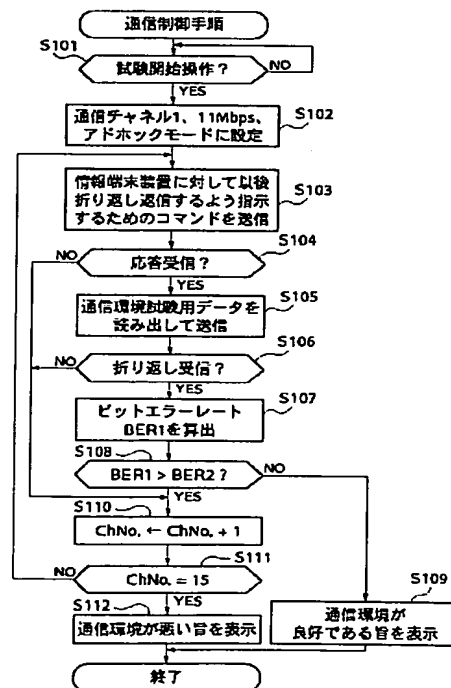 通信制御手順
S101
試験開始操作？
NO
YES
通信チャネル1、11Mbps、
アドホックモードに設定
S102
情報端末装置に対して以後
折り返し返信するよう指示
するためのコマンドを送信
S103
S104
NO
応答受信？
YES
S105
通信環境試験用データを
読み出して送信
S106
NO
折り返し受信？
YES
S107
ビットエラーレート
BER1を算出
S108
BER1 > BER2？
NO
YES
S110
ChNo. ← ChNo. + 1
S111
NO
ChNo. = 15
YES
S112
通信環境が悪い旨を表示
S109
通信環境が
良好である旨を表示
終了